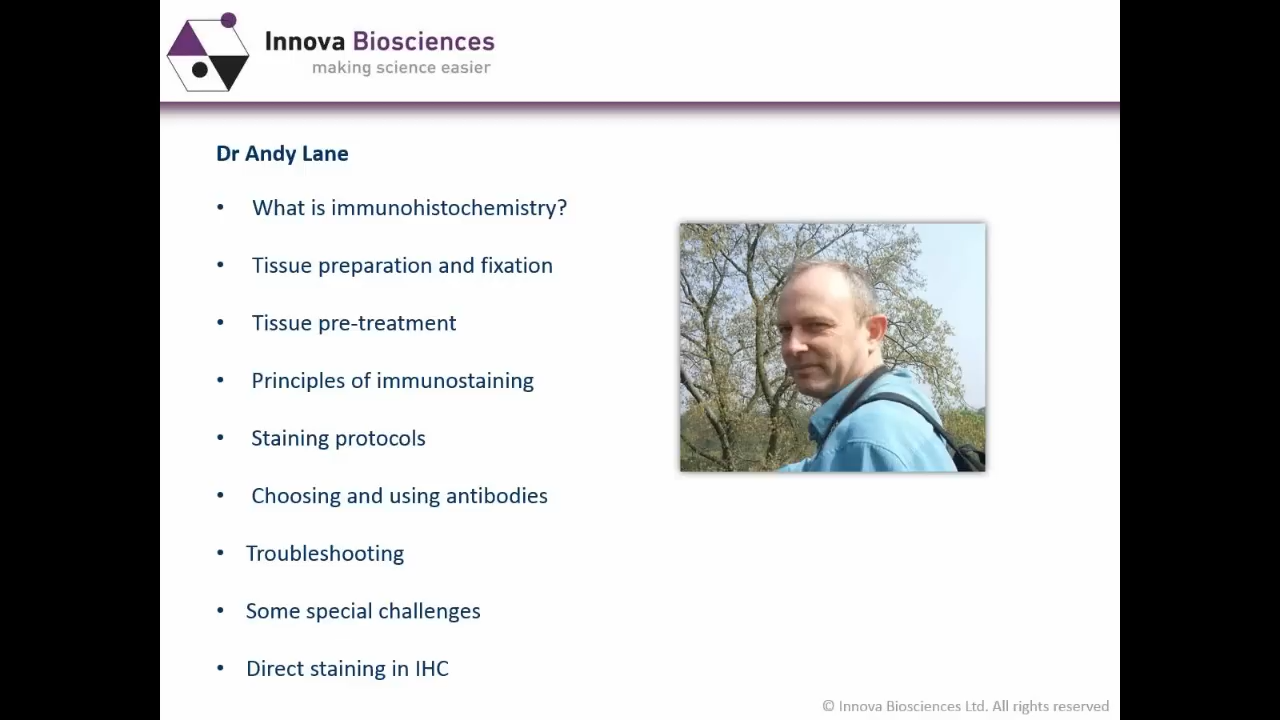 Innova Biosciences
making science easier
Dr Andy Lane
• What is immunohistochemistry?
• Tissue preparation and fixation
• Tissue pre-treatment
• Principles of immunostaining
• Staining protocols
• Choosing and using antibodies
• Troubleshooting
• Some special challenges
• Direct staining in IHC
© Innova Biosciences Ltd. All rights reserved